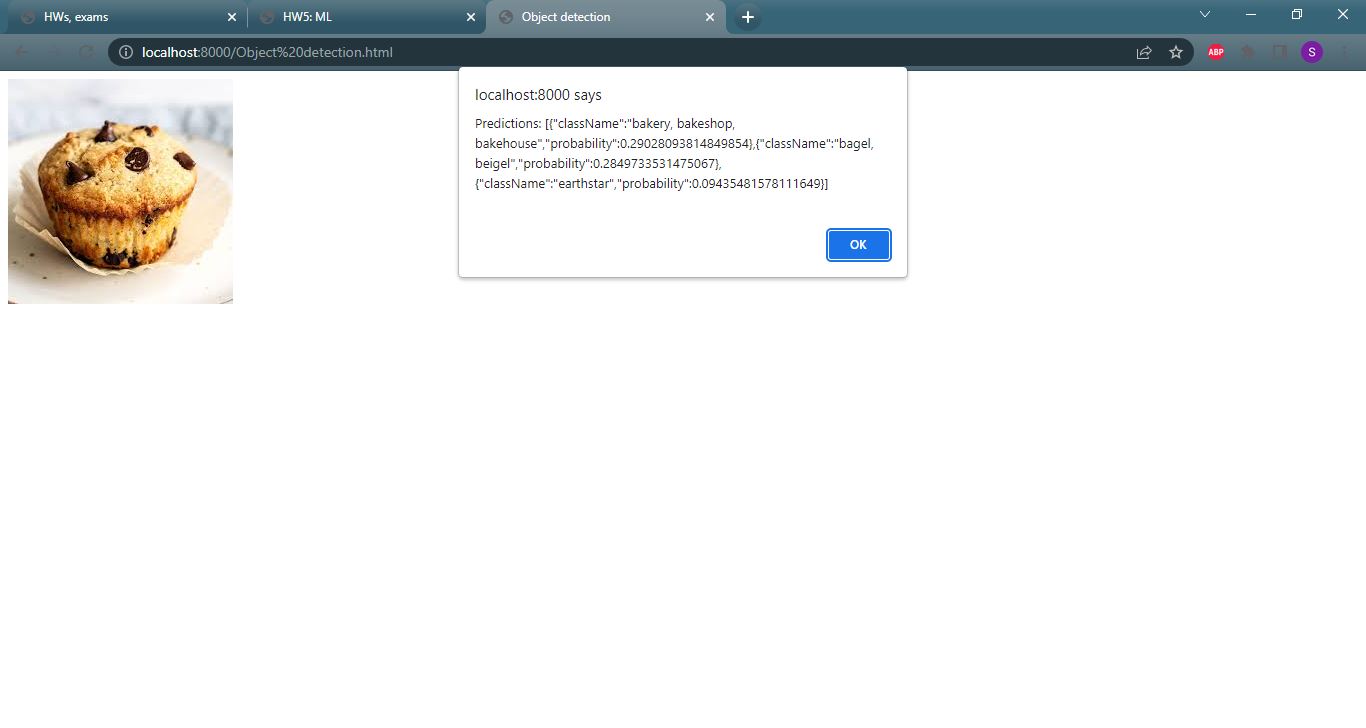 HWs, exams
HW5: ML
Object detection
localhost:8000/Object%20detection.html
ABP
S
localhost:8000 says
Predictions: [{"className":"bakery, bakeshop,
bakehouse","probability":0.29028093814849854},{"className":"bagel,
beigel","probability":0.2849733531475067},
{"className":"earthstar","probability":0.09435481578111649}]
OK